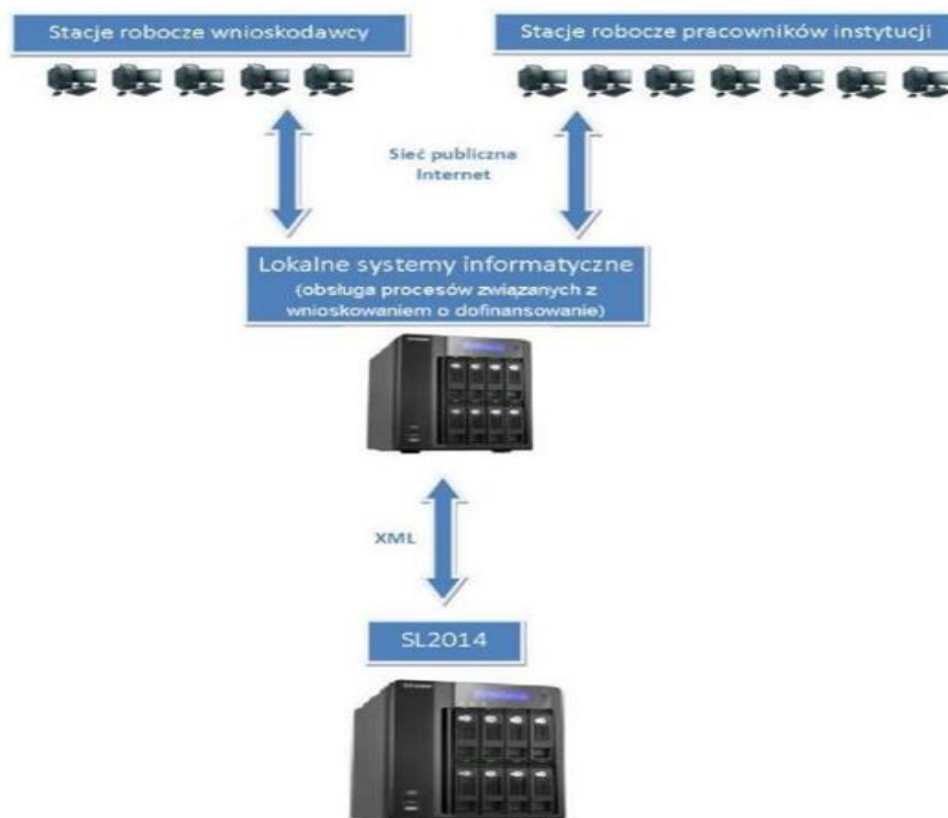 Stacje robocze wnioskodawcy
Stacje robocze pracowników instytucji
Sieć publiczna
Internet
Lokalne systemy informatyczne
(obsługa procesów związanych z
wnioskowaniem o dofinansowanie)
XML
SL2014